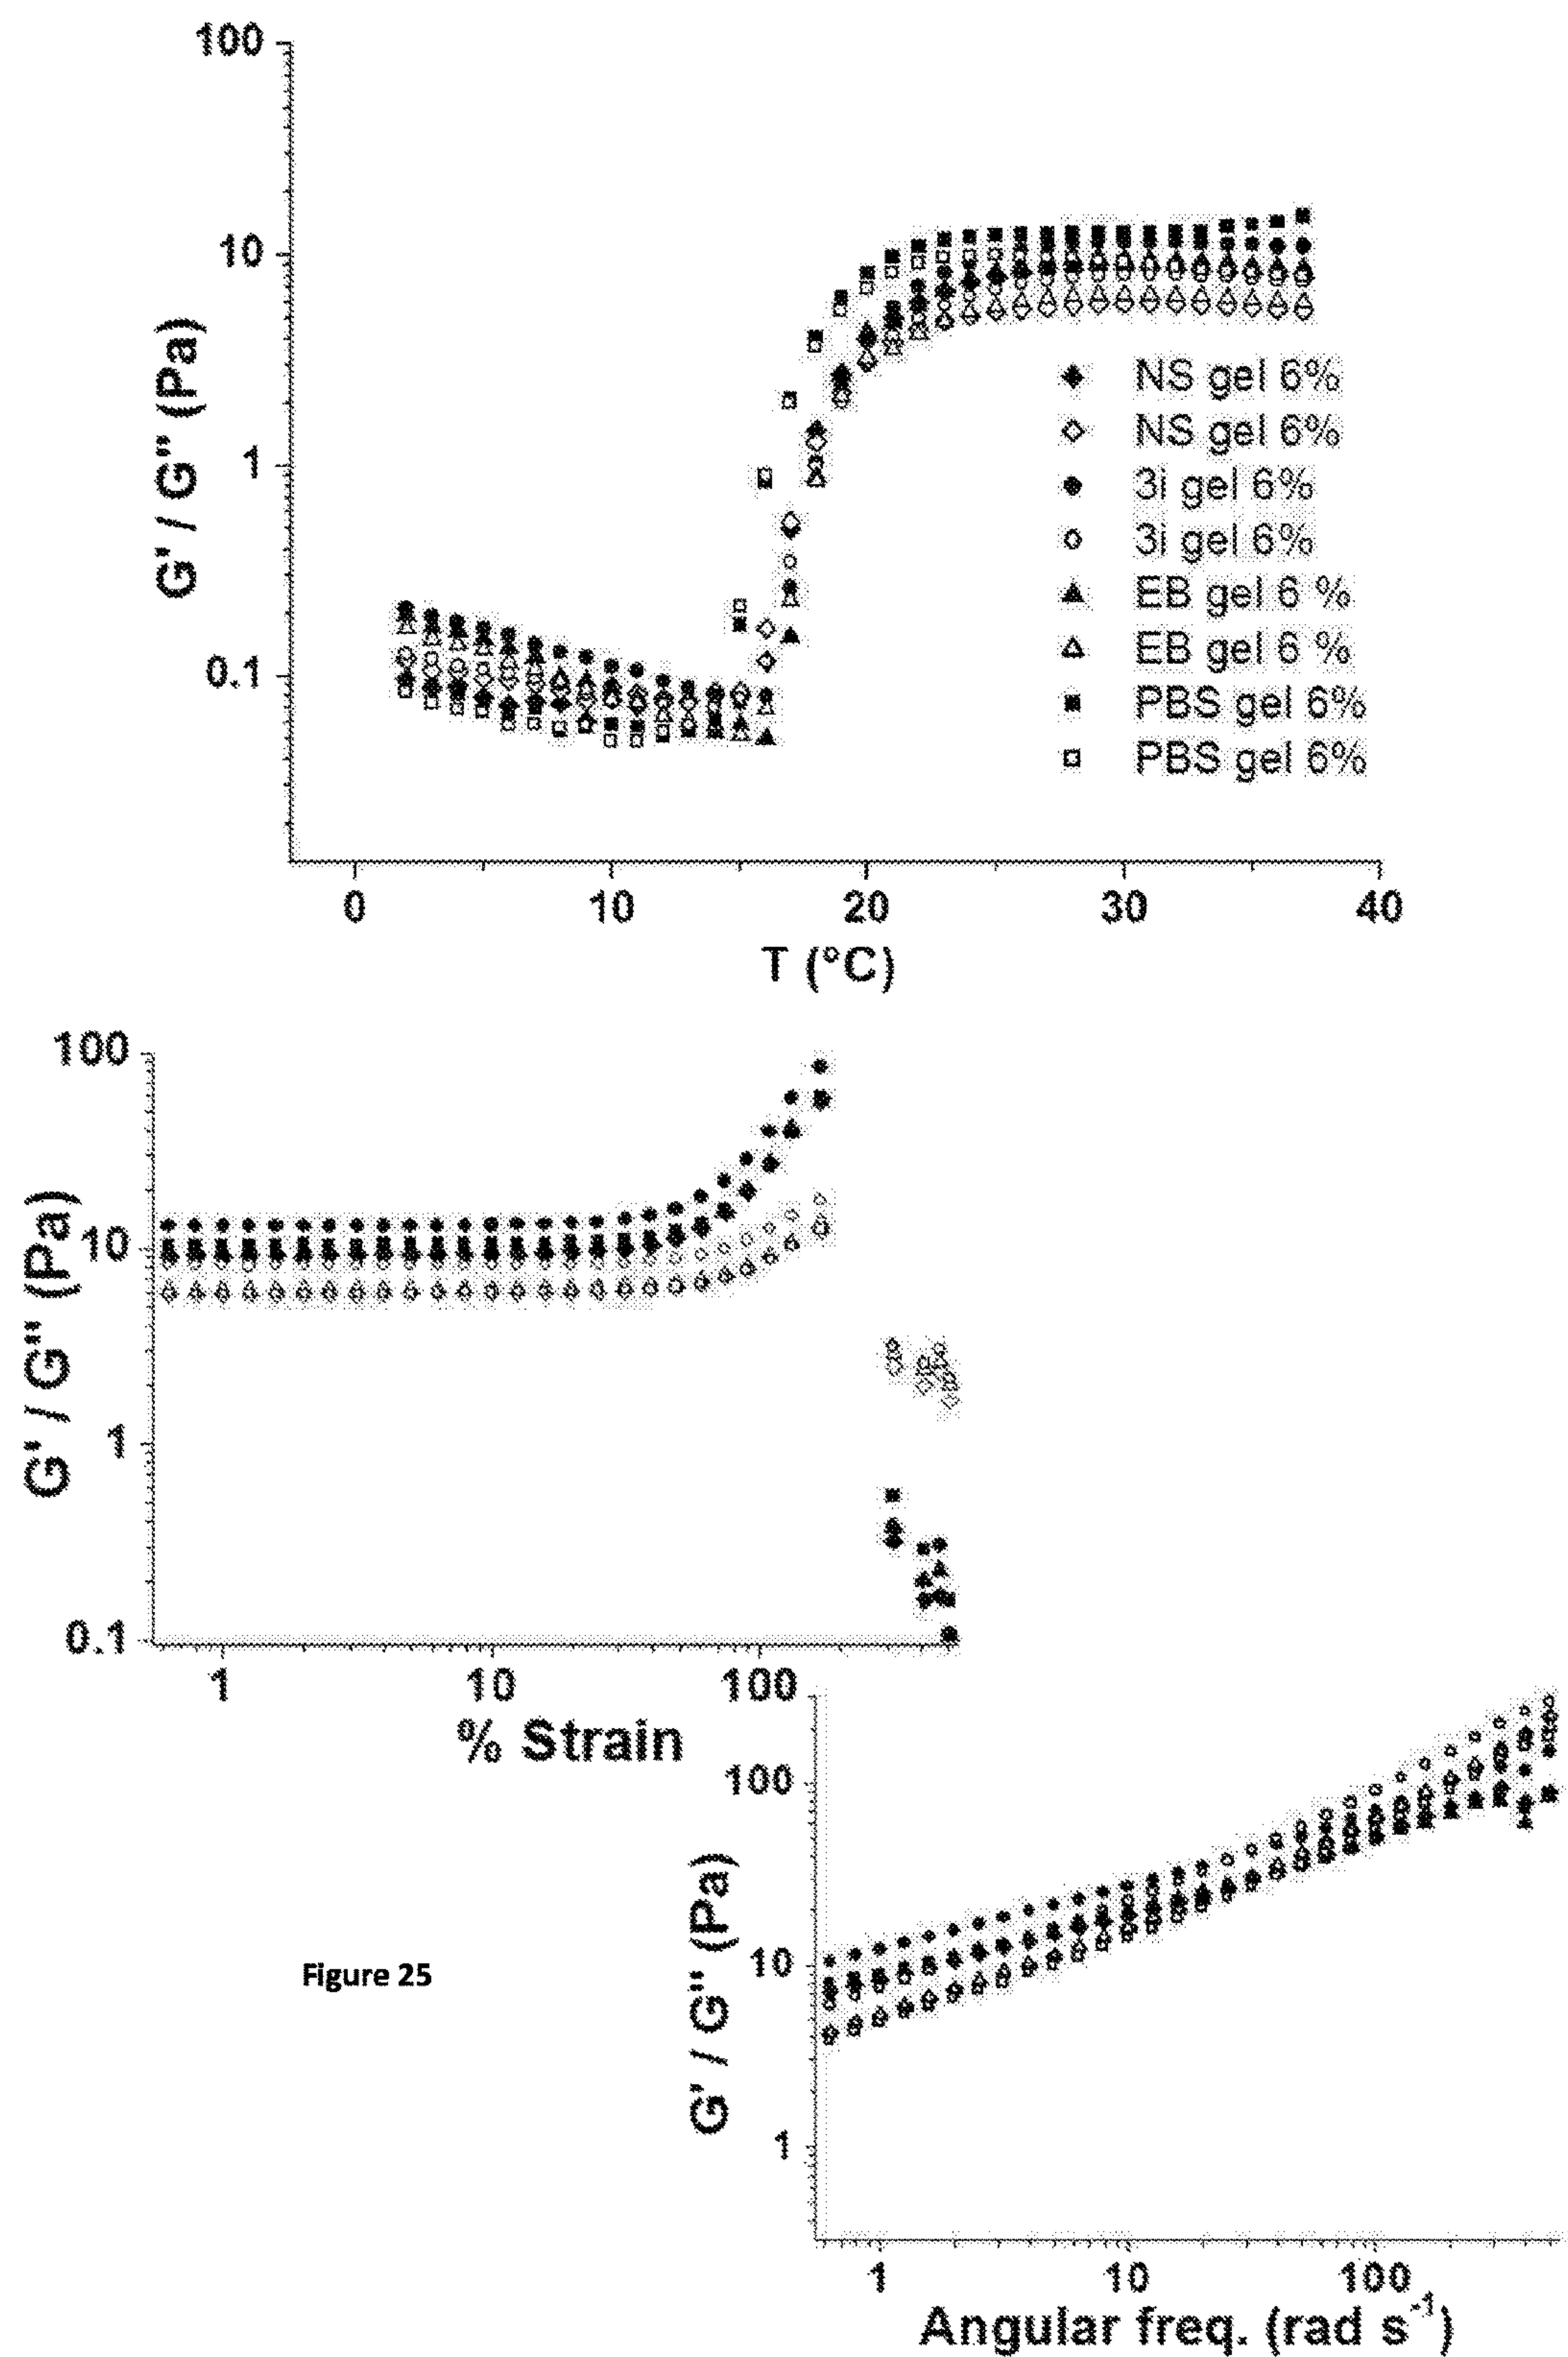 100
10
1
0.1
G' / G" (Pa)
NS gel 6%
NS gel 6%
3i gel 6%
3i gel 6%
EB gel 6 %
EB gel 6 %
PBS gel 6%
PBS gel 6%
0 10 20 30 40
T (°C)
100
10
1
0.1
G' / G" (Pa)
1 10 100
% Strain
100
10
1
G' / G" (Pa)
Figure 25
1 10 100
Angular freq. (rad s⁻¹)